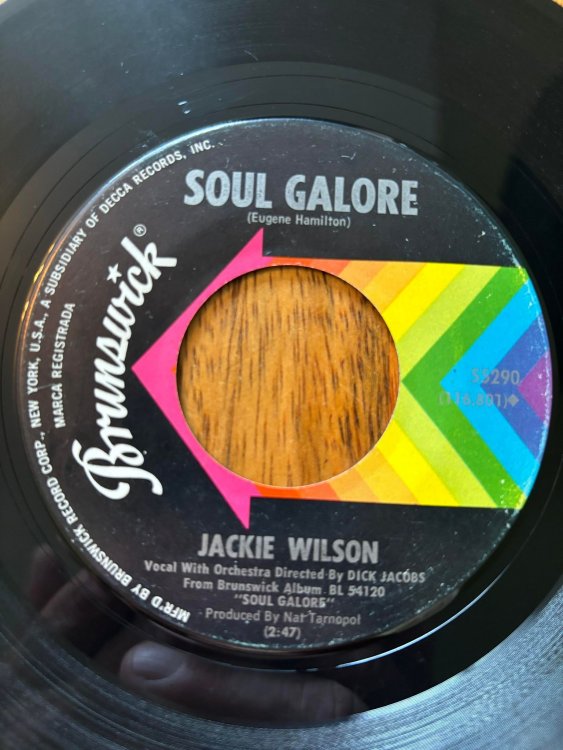 SOUL GALORE
(Eugene Hamilton)
Brunswick®
MFR'D BY BRUNSWICK RECORD CORP., NEW YORK, U.S.A., A SUBSIDIARY OF DECCA RECORDS, INC.
MARCA REGISTRADA
55290
(116,801)◆
JACKIE WILSON
Vocal With Orchestra Directed By DICK JACOBS
From Brunswick Album BL 54120
"SOUL GALORE"
Produced By Nat Tarnopol
(2:47)